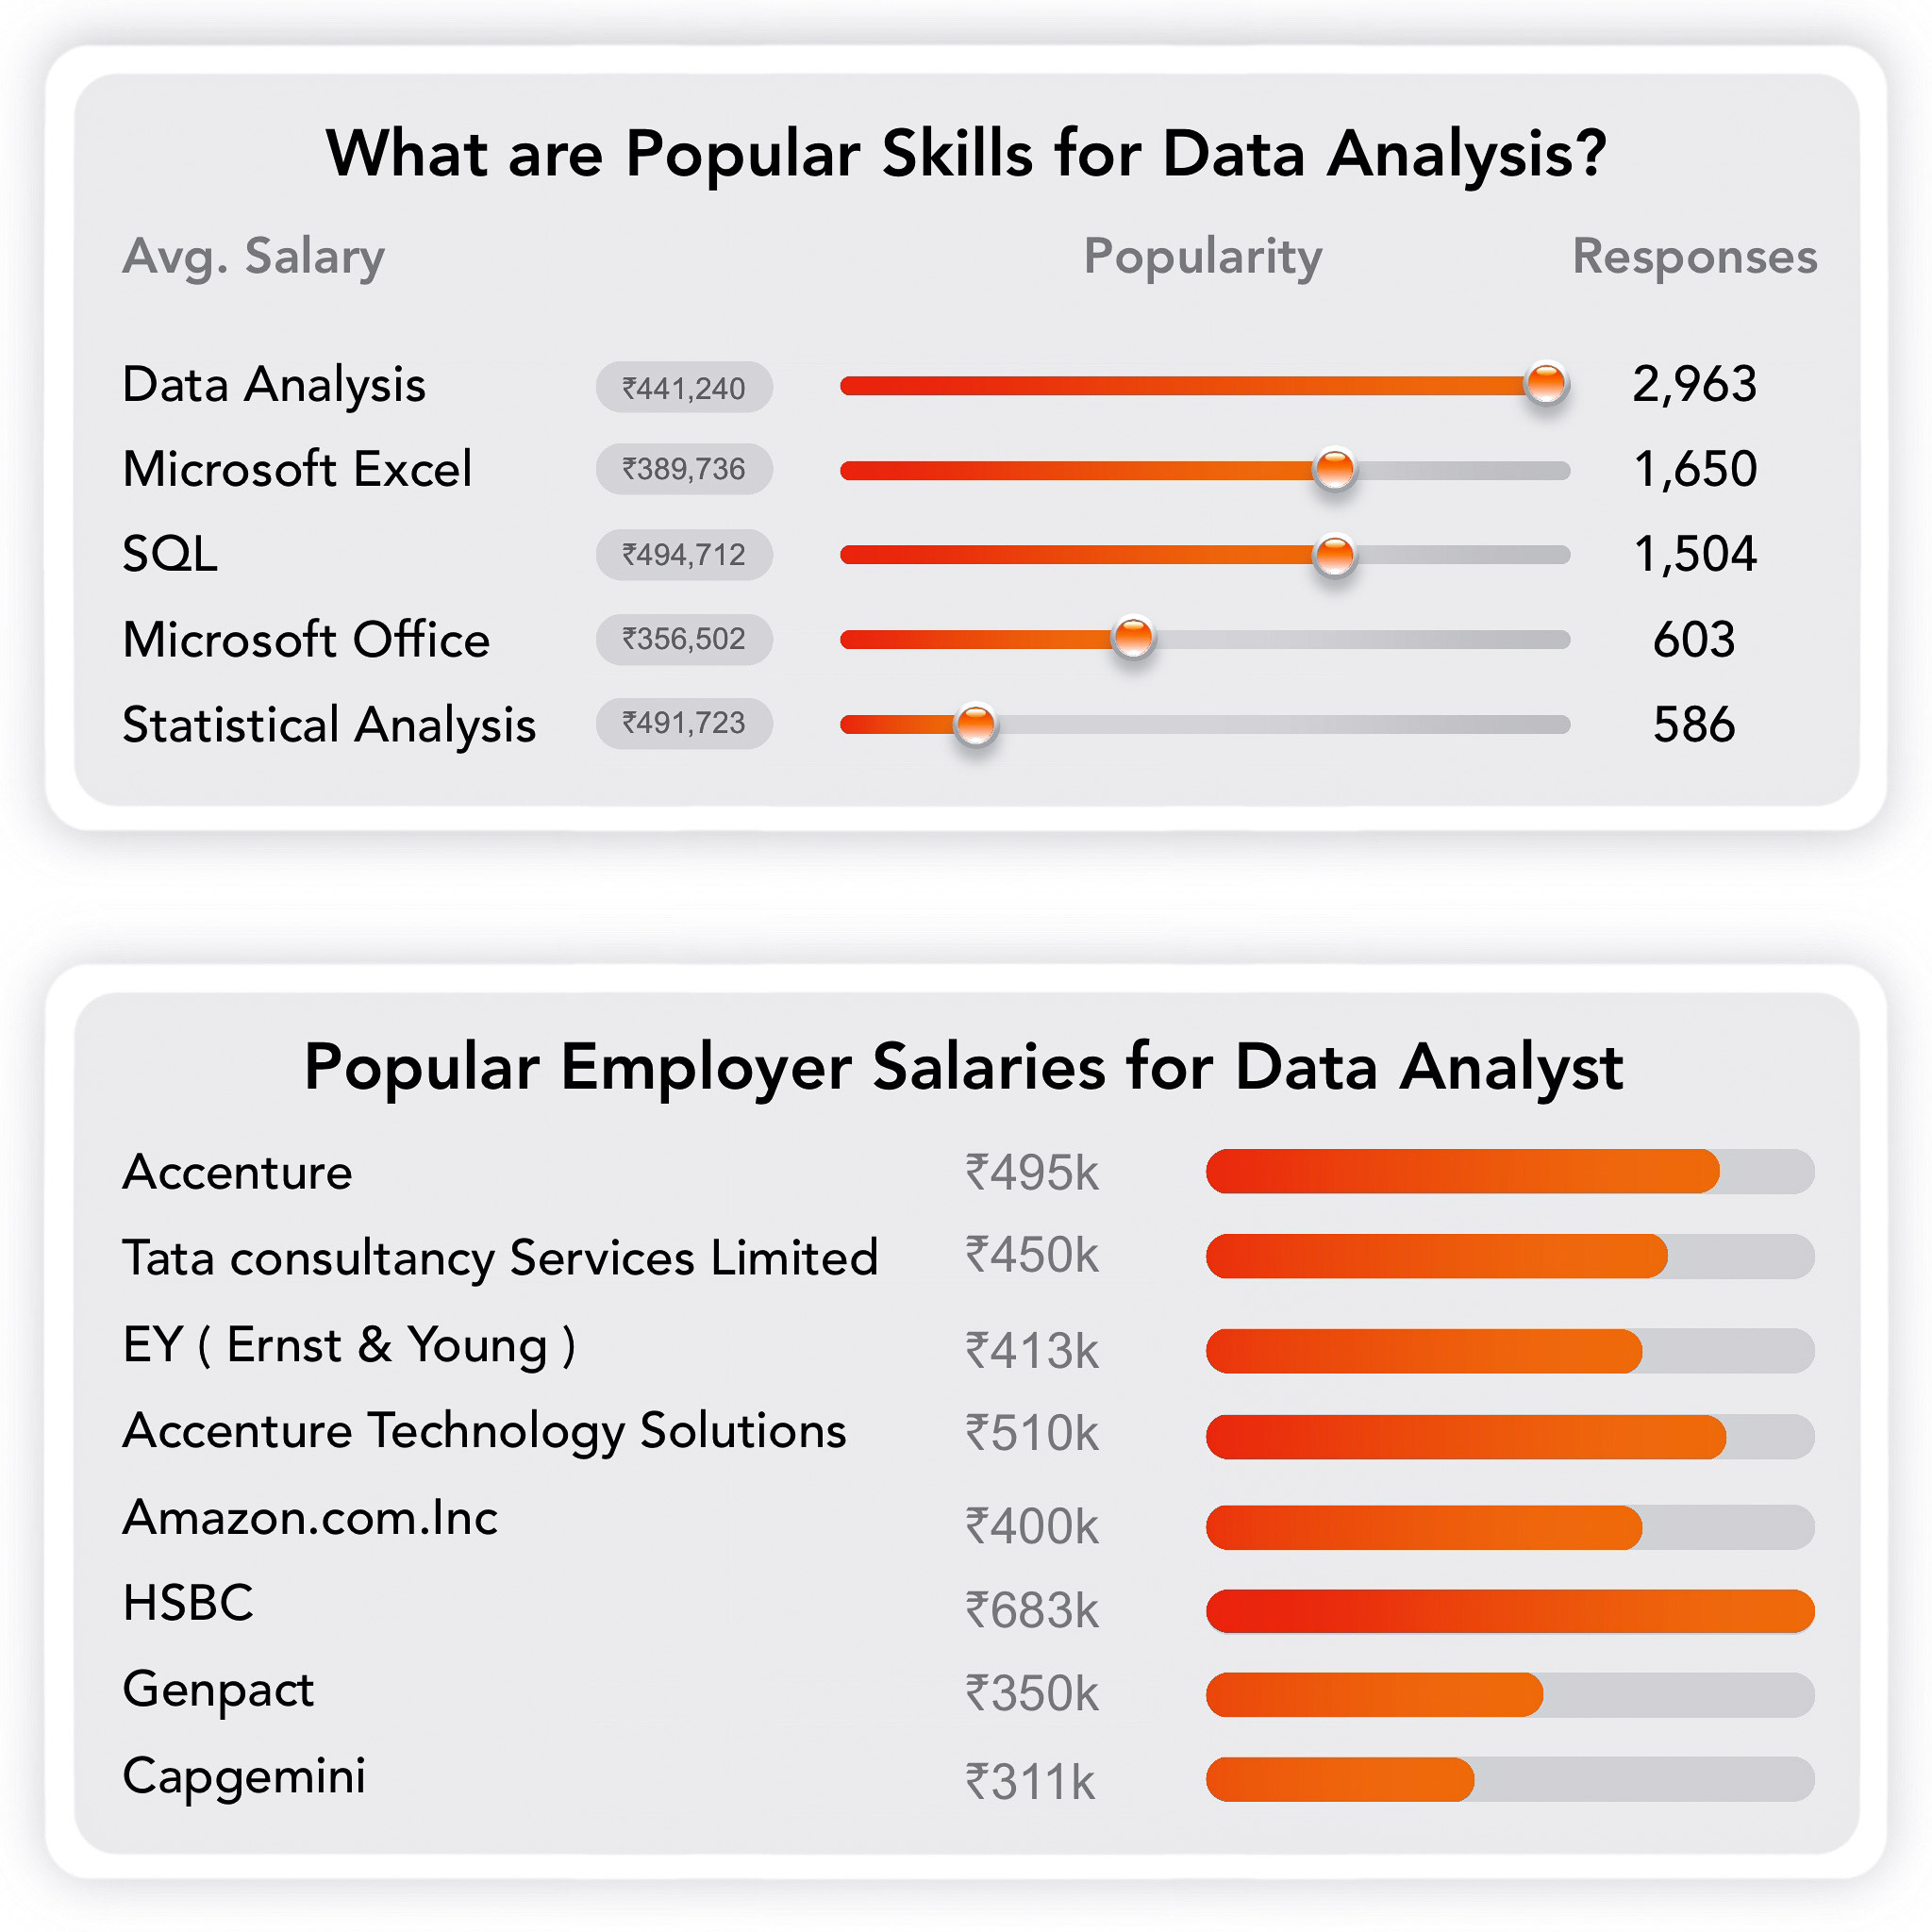 What are Popular Skills for Data Analysis?
Avg. Salary Popularity Responses
Data Analysis ₹441,240 2,963
Microsoft Excel ₹389,736 1,650
SQL ₹494,712 1,504
Microsoft Office ₹356,502 603
Statistical Analysis ₹491,723 586
Popular Employer Salaries for Data Analyst
Accenture ₹495k
Tata consultancy Services Limited ₹450k
EY ( Ernst & Young ) ₹413k
Accenture Technology Solutions ₹510k
Amazon.com.Inc ₹400k
HSBC ₹683k
Genpact ₹350k
Capgemini ₹311k